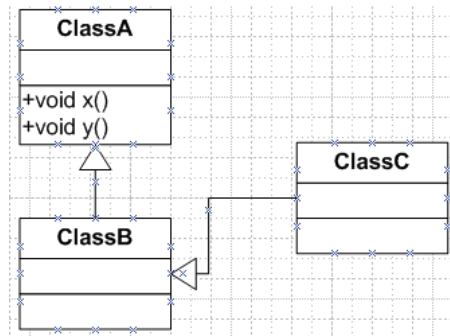 ClassA
+void x()
+void y()
ClassC
ClassB